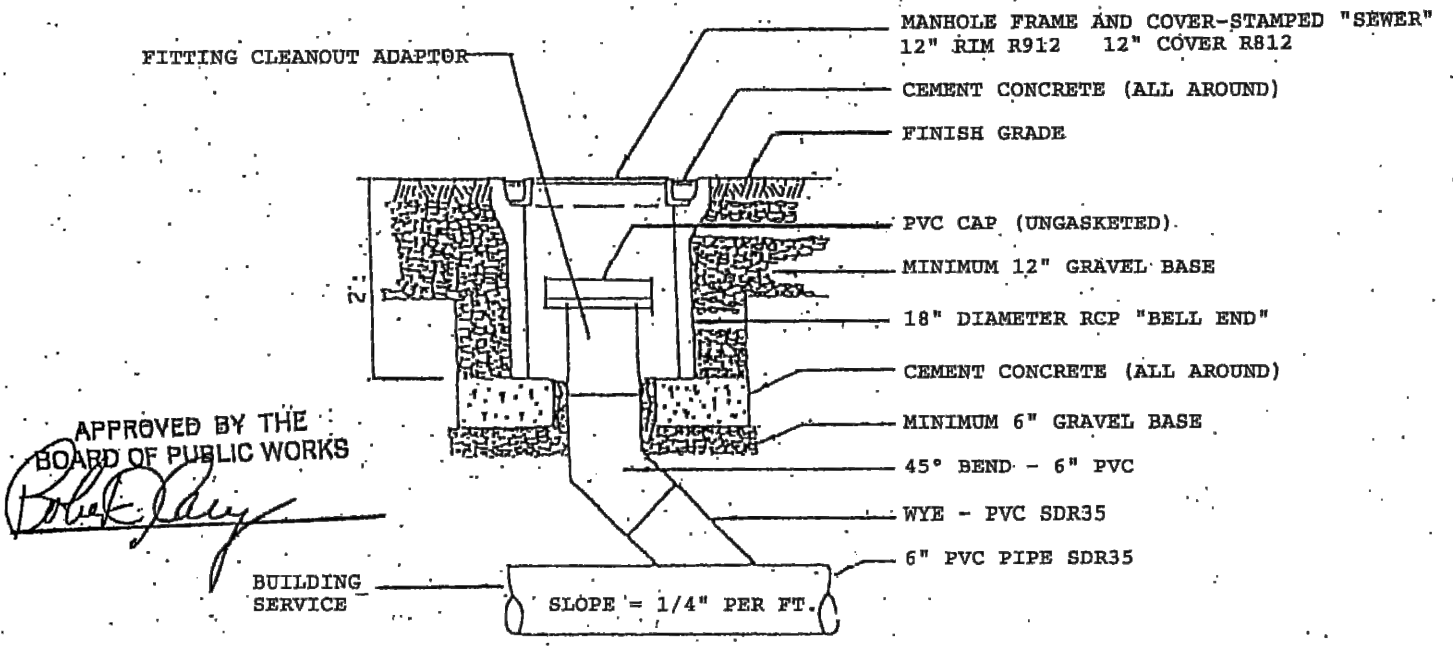 MANHOLE FRAME AND COVER-STAMPED "SEWER"
12" RIM R912 12" COVER R812
FITTING CLEANOUT ADAPTOR
CEMENT CONCRETE (ALL AROUND)
FINISH GRADE
PVC CAP (UNGASKETED)
MINIMUM 12" GRAVEL BASE
2'±
18" DIAMETER RCP "BELL END"
CEMENT CONCRETE (ALL AROUND)
MINIMUM 6" GRAVEL BASE
APPROVED BY THE
BOARD OF PUBLIC WORKS
45° BEND - 6" PVC
WYE - PVC SDR35
6" PVC PIPE SDR35
BUILDING
SERVICE
SLOPE = 1/4" PER FT.